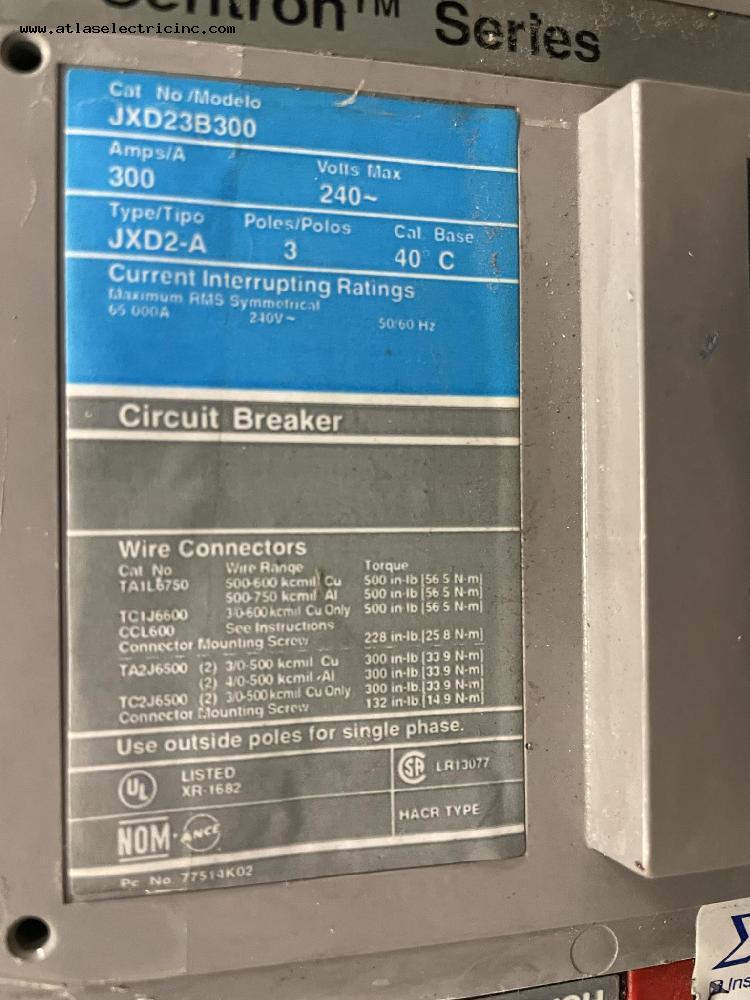 www.atlaselectricinc.com
Sentron™ Series
Cat No/Modelo
JXD23B300
Amps/A
300
Volts Max
240~
Type/Tipo
JXD2-A
Poles/Polos
3
Cal. Base
40° C
Current Interrupting Ratings
Maximum RMS Symmetrical
65 000A 240V~ 50/60 Hz
Circuit Breaker
Wire Connectors
Cat No Wire Range Torque
TA1L6750 500-600 kcmil Cu 500 in-lb [56.5 N-m]
500-750 kcmil Al 500 in-lb [56.5 N-m]
TC1J6600 3/0-600 kcmil Cu Only 500 in-lb [56.5 N-m]
CCL600 See Instructions
Connector Mounting Screw 228 in-lb [25.8 N-m]
TA2J6500 (2) 3/0-500 kcmil Cu 300 in-lb [33.9 N-m]
(2) 4/0-500 kcmil Al 300 in-lb [33.9 N-m]
TC2J6500 (2) 3/0-500 kcmil Cu Only 300 in-lb [33.9 N-m]
Connector Mounting Screw 132 in-lb [14.9 N-m]
Use outside poles for single phase.
UL LISTED
XR-1682
SA LR13077
NOM·ANCE
HACR TYPE
Pc No 77514K02